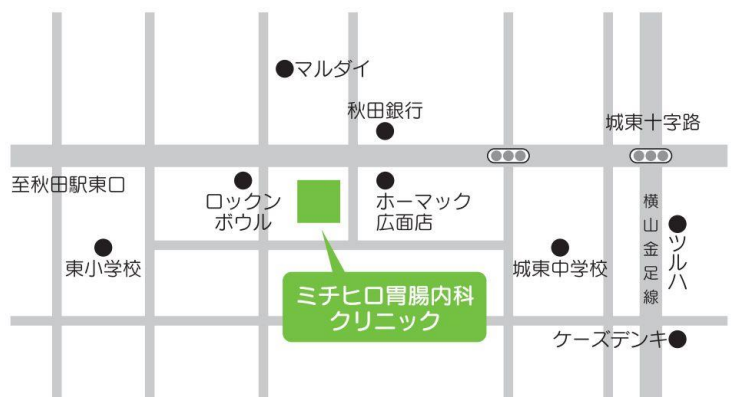 マルダイ
秋田銀行
城東十字路
至秋田駅東口
ロックン
ボウル
ホーマック
広面店
横山金足線
ツルハ
東小学校
城東中学校
ミチヒロ胃腸内科
クリニック
ケーズデンキ